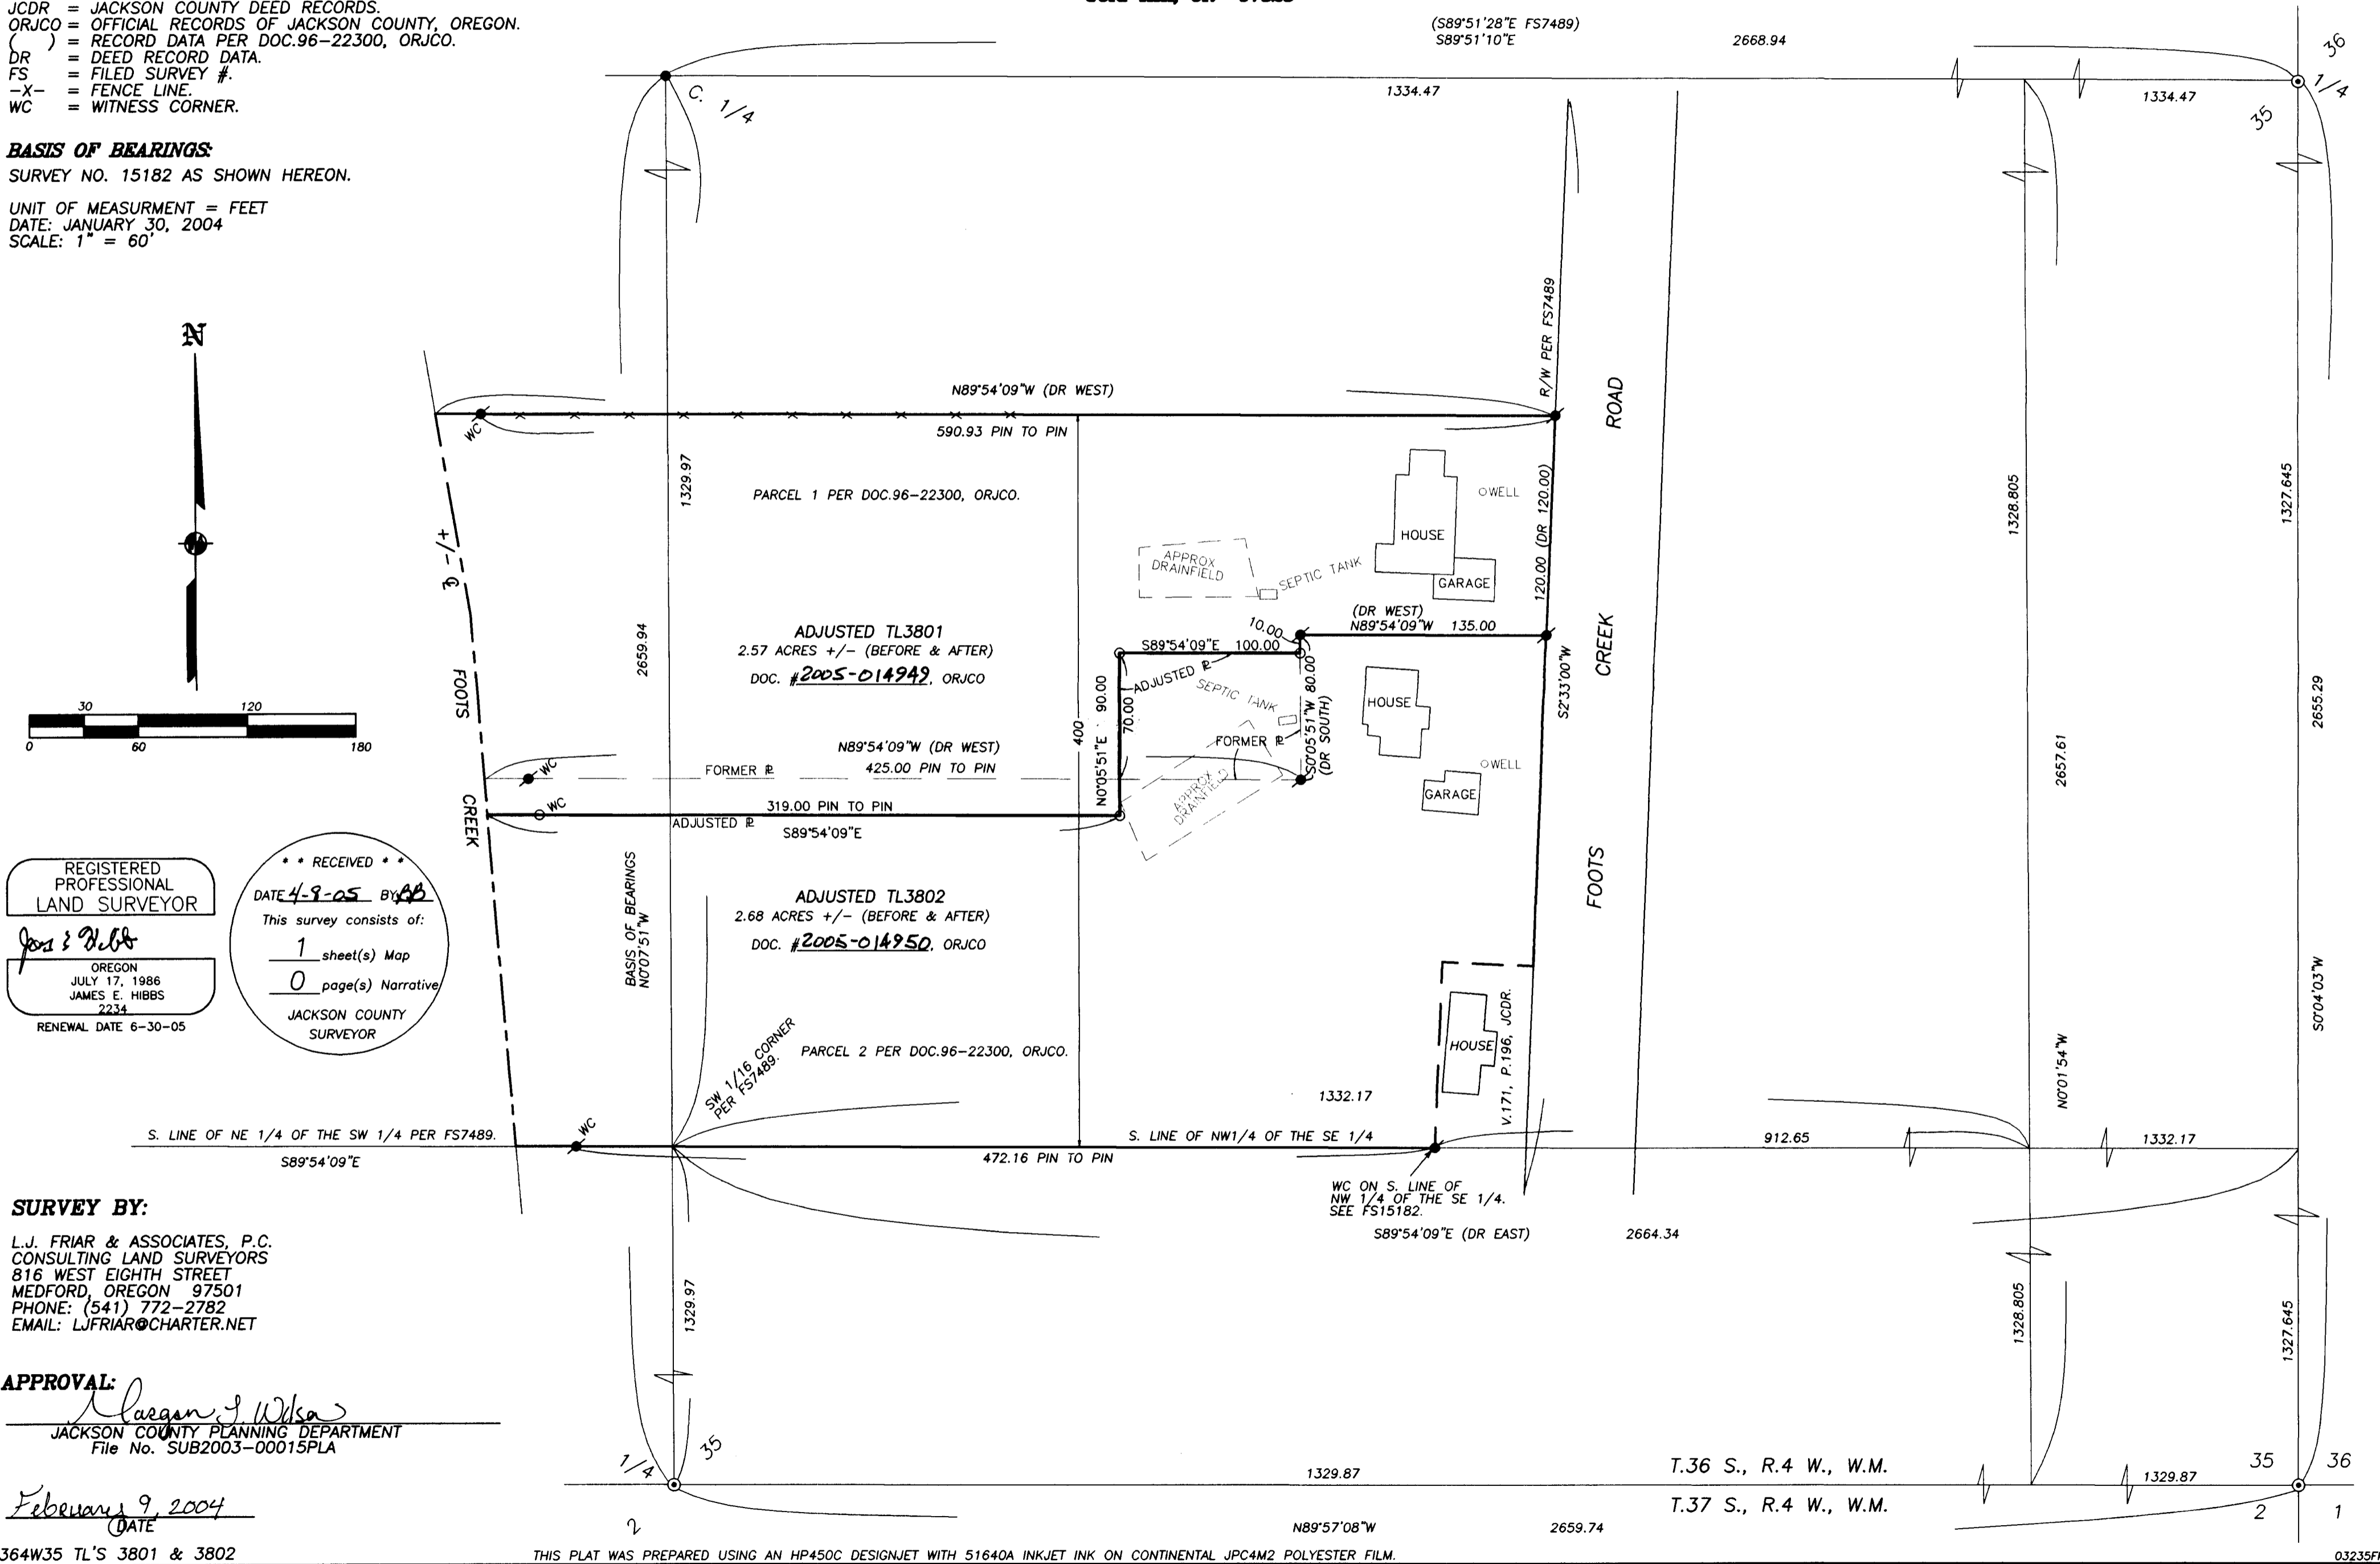 JCDR = JACKSON COUNTY DEED RECORDS.
ORJCO = OFFICIAL RECORDS OF JACKSON COUNTY, OREGON.
( ) = RECORD DATA PER DOC.96-22300, ORJCO.
DR = DEED RECORD DATA.
FS = FILED SURVEY #.
-X- = FENCE LINE.
WC = WITNESS CORNER.
BASIS OF BEARINGS:
SURVEY NO. 15182 AS SHOWN HEREON.
UNIT OF MEASURMENT = FEET
DATE: JANUARY 30, 2004
SCALE: 1" = 60'
(S89°51'28"E FS7489)
S89°51'10"E
2668.94
36
1/4
35
C. 1/4
1334.47
1334.47
N
R/W PER FS7489
ROAD
CREEK
FOOTS
N89°54'09"W (DR WEST)
WC
590.93 PIN TO PIN
1329.97
PARCEL 1 PER DOC.96-22300, ORJCO.
WELL
HOUSE
GARAGE
APPROX
DRAINFIELD
SEPTIC TANK
120.00 (DR 120.00)
1328.805
1327.645
+/- ℄
FOOTS
CREEK
2659.94
ADJUSTED TL3801
2.57 ACRES +/- (BEFORE & AFTER)
DOC. #2005-014949, ORJCO
(DR WEST)
N89°54'09"W 135.00
10.00
S89°54'09"E 100.00
ADJUSTED ℙ
SEPTIC TANK
N0°05'51"E 90.00
70.00
S0°05'51"W 80.00
(DR SOUTH)
HOUSE
S2°33'00"W
2655.29
2657.61
400
30 120
0 60 180
N89°54'09"W (DR WEST)
FORMER ℙ
425.00 PIN TO PIN
FORMER ℙ
WC
WELL
GARAGE
APPROX
DRAINFIELD
319.00 PIN TO PIN
WC
ADJUSTED ℙ
S89°54'09"E
REGISTERED
PROFESSIONAL
LAND SURVEYOR
OREGON
JULY 17, 1986
JAMES E. HIBBS
2234
RENEWAL DATE 6-30-05
* * RECEIVED * *
DATE 4-8-05 BY BB
This survey consists of:
1 sheet(s) Map
0 page(s) Narrative
JACKSON COUNTY
SURVEYOR
BASIS OF BEARINGS
N0°07'51"W
ADJUSTED TL3802
2.68 ACRES +/- (BEFORE & AFTER)
DOC. #2005-014950, ORJCO
SW 1/16 CORNER
PER FS7489.
PARCEL 2 PER DOC.96-22300, ORJCO.
HOUSE
V.171, P.196, JCDR.
S0°04'03"W
N0°01'54"W
1332.17
S. LINE OF NE 1/4 OF THE SW 1/4 PER FS7489.
S89°54'09"E
WC
S. LINE OF NW1/4 OF THE SE 1/4
472.16 PIN TO PIN
912.65
1332.17
WC ON S. LINE OF
NW 1/4 OF THE SE 1/4.
SEE FS15182.
S89°54'09"E (DR EAST)
2664.34
SURVEY BY:
L.J. FRIAR & ASSOCIATES, P.C.
CONSULTING LAND SURVEYORS
816 WEST EIGHTH STREET
MEDFORD, OREGON 97501
PHONE: (541) 772-2782
EMAIL: LJFRIAR@CHARTER.NET
1329.97
1328.805
1327.645
APPROVAL:
JACKSON COUNTY PLANNING DEPARTMENT
File No. SUB2003-00015PLA
February 9, 2004
DATE
1/4
35
2
1329.87
T.36 S., R.4 W., W.M.
T.37 S., R.4 W., W.M.
1329.87
35 36
2 1
N89°57'08"W
2659.74
364W35 TL'S 3801 & 3802
THIS PLAT WAS PREPARED USING AN HP450C DESIGNJET WITH 51640A INKJET INK ON CONTINENTAL JPC4M2 POLYESTER FILM.